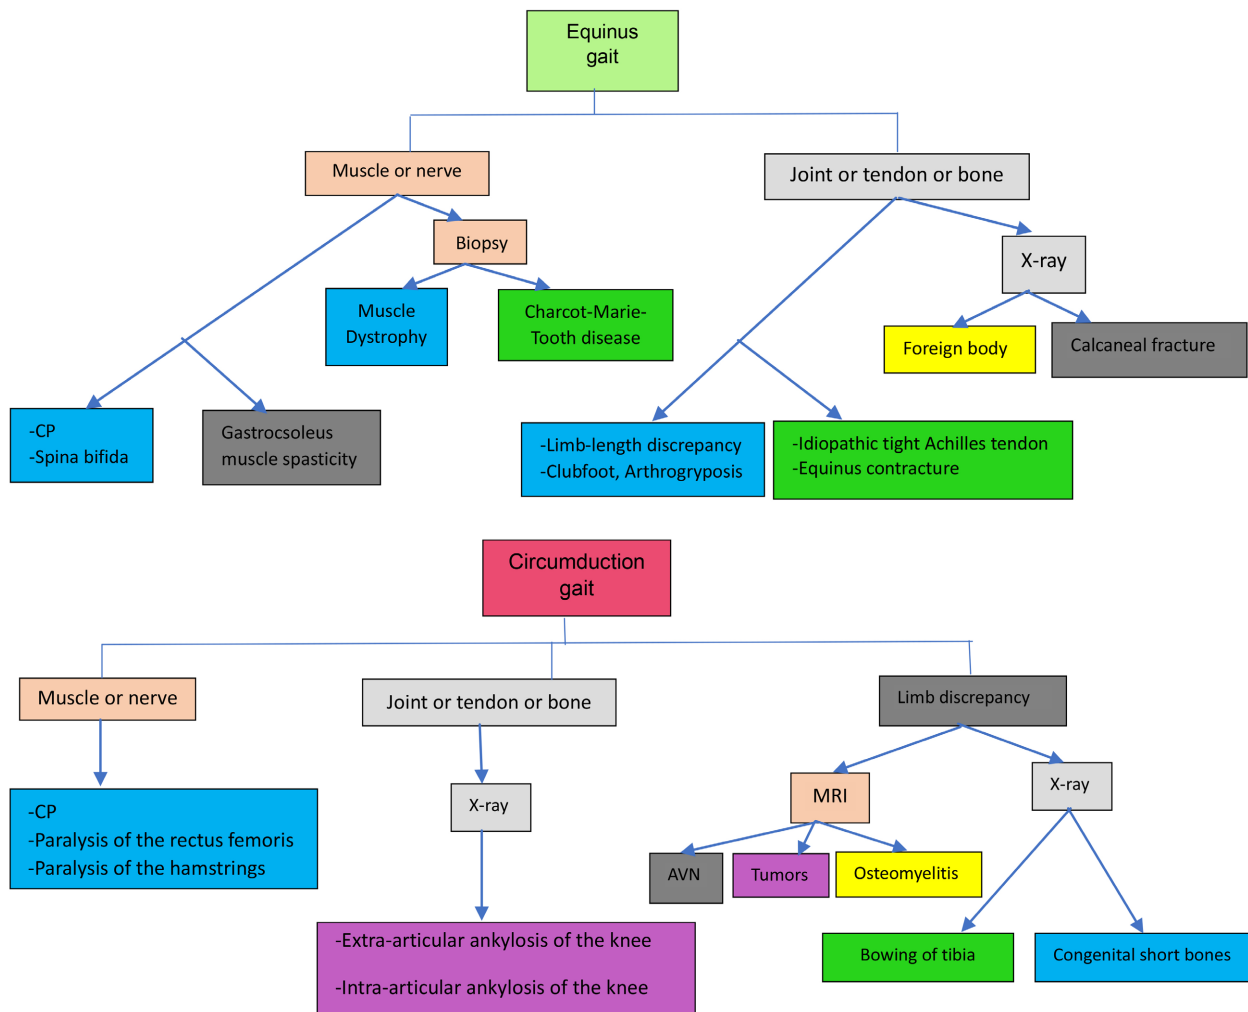 Equinus
gait
Muscle or nerve
Joint or tendon or bone
Biopsy
X-ray
Muscle
Dystrophy
Charcot-Marie-
Tooth disease
Foreign body
Calcaneal fracture
-CP
-Spina bifida
Gastrocsoleus
muscle spasticity
-Limb-length discrepancy
-Clubfoot, Arthrogryposis
-Idiopathic tight Achilles tendon
-Equinus contracture
Circumduction
gait
Muscle or nerve
Joint or tendon or bone
Limb discrepancy
-CP
-Paralysis of the rectus femoris
-Paralysis of the hamstrings
X-ray
MRI
X-ray
AVN
Tumors
Osteomyelitis
-Extra-articular ankylosis of the knee
-Intra-articular ankylosis of the knee
Bowing of tibia
Congenital short bones